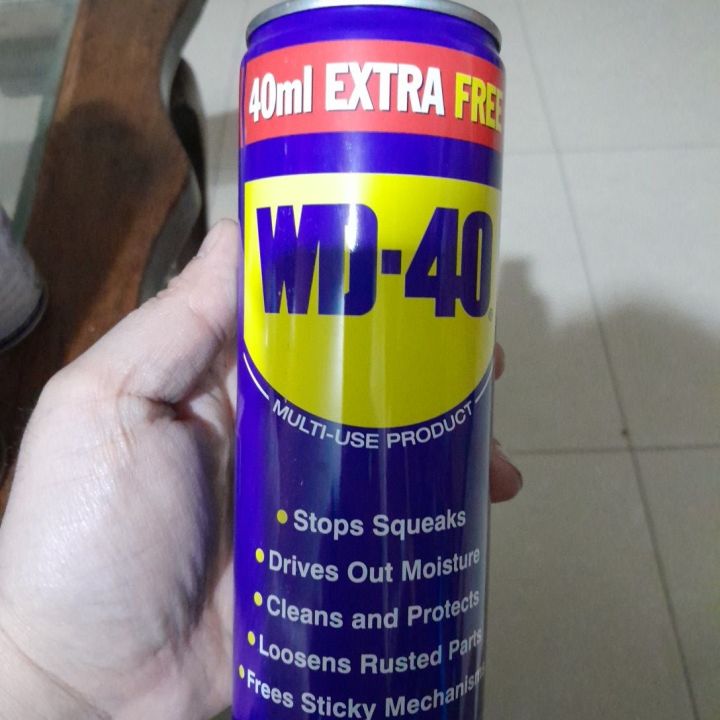 40ml EXTRA FREE
WD-40
®
MULTI-USE PRODUCT
• Stops Squeaks
• Drives Out Moisture
• Cleans and Protects
• Loosens Rusted Parts
• Frees Sticky Mechanisms